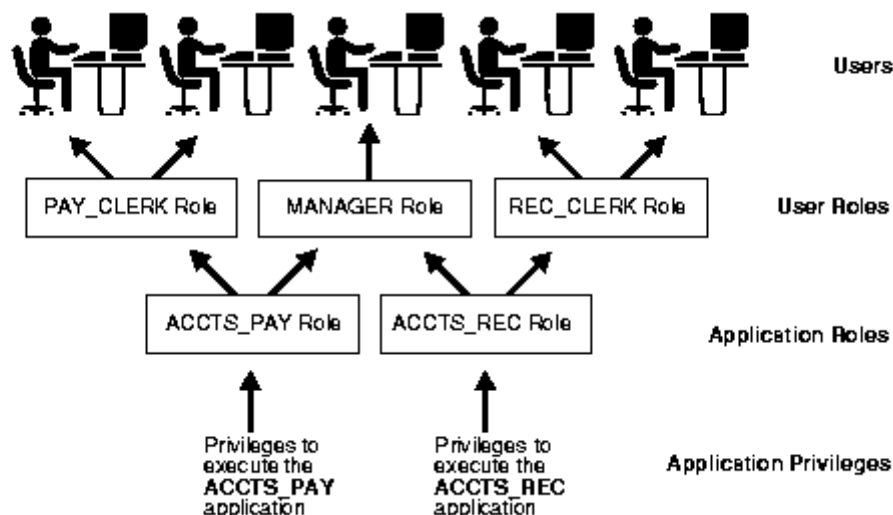 Users
PAY_CLERK Role
MANAGER Role
REC_CLERK Role
User Roles
ACCTS_PAY Role
ACCTS_REC Role
Application Roles
Privileges to
execute the
ACCTS_PAY
application
Privileges to
execute the
ACCTS_REC
application
Application Privileges